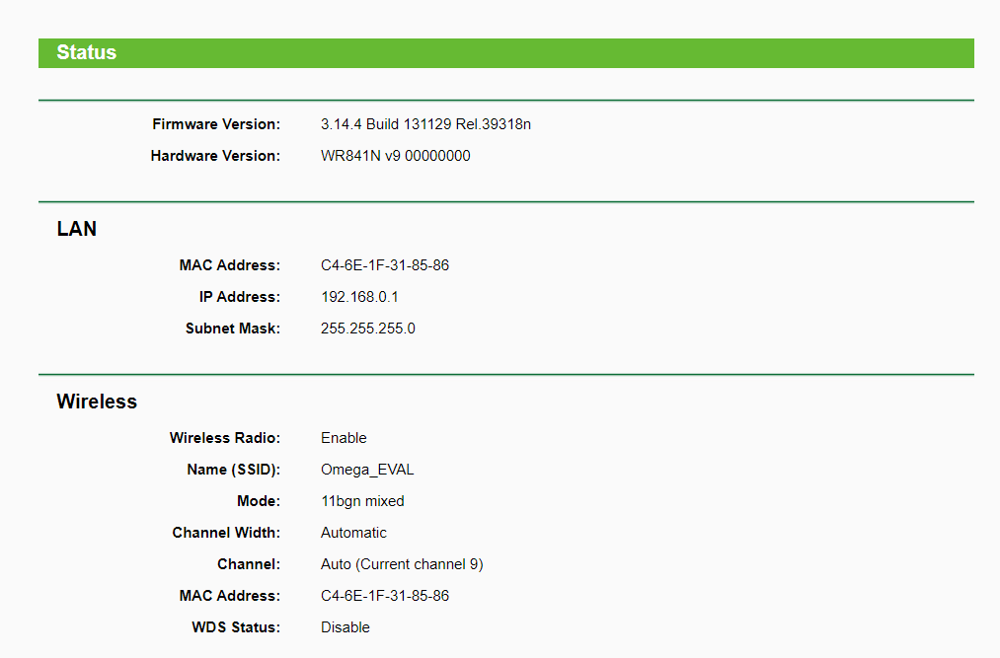 Status
Firmware Version: 3.14.4 Build 131129 Rel.39318n
Hardware Version: WR841N v9 00000000
LAN
MAC Address: C4-6E-1F-31-85-86
IP Address: 192.168.0.1
Subnet Mask: 255.255.255.0
Wireless
Wireless Radio: Enable
Name (SSID): Omega_EVAL
Mode: 11bgn mixed
Channel Width: Automatic
Channel: Auto (Current channel 9)
MAC Address: C4-6E-1F-31-85-86
WDS Status: Disable